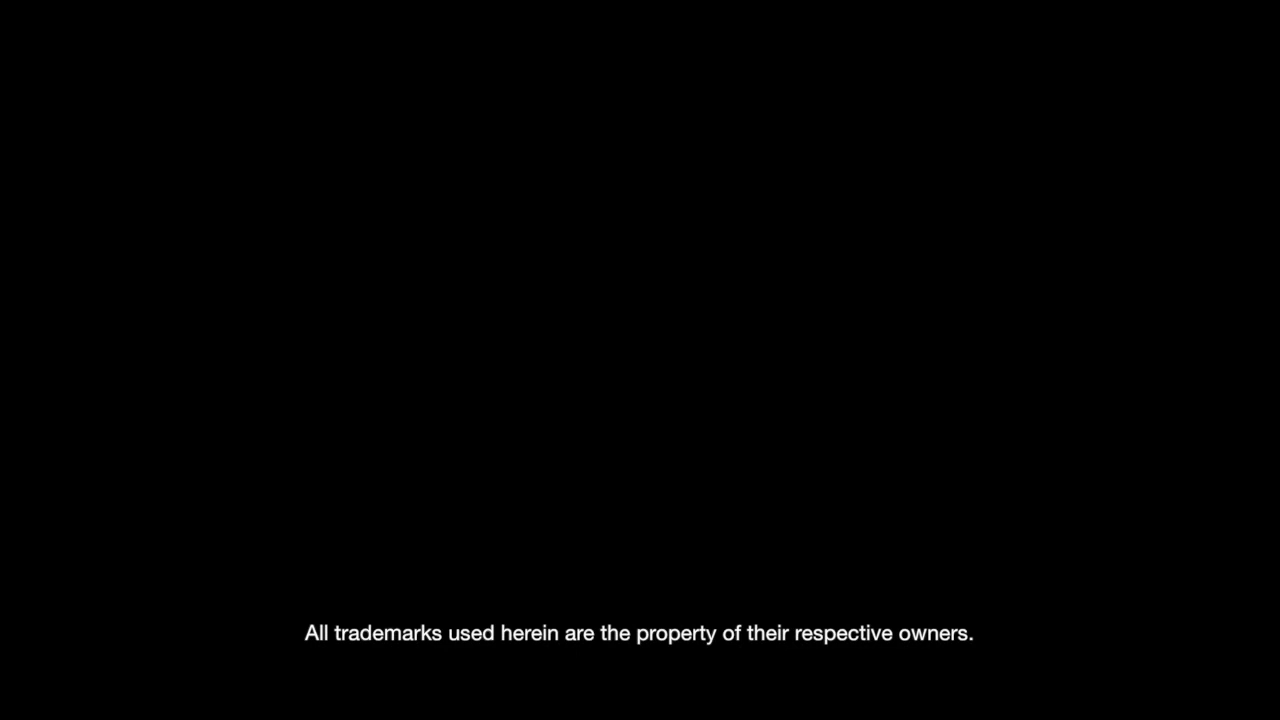 All trademarks used herein are the property of their respective owners.